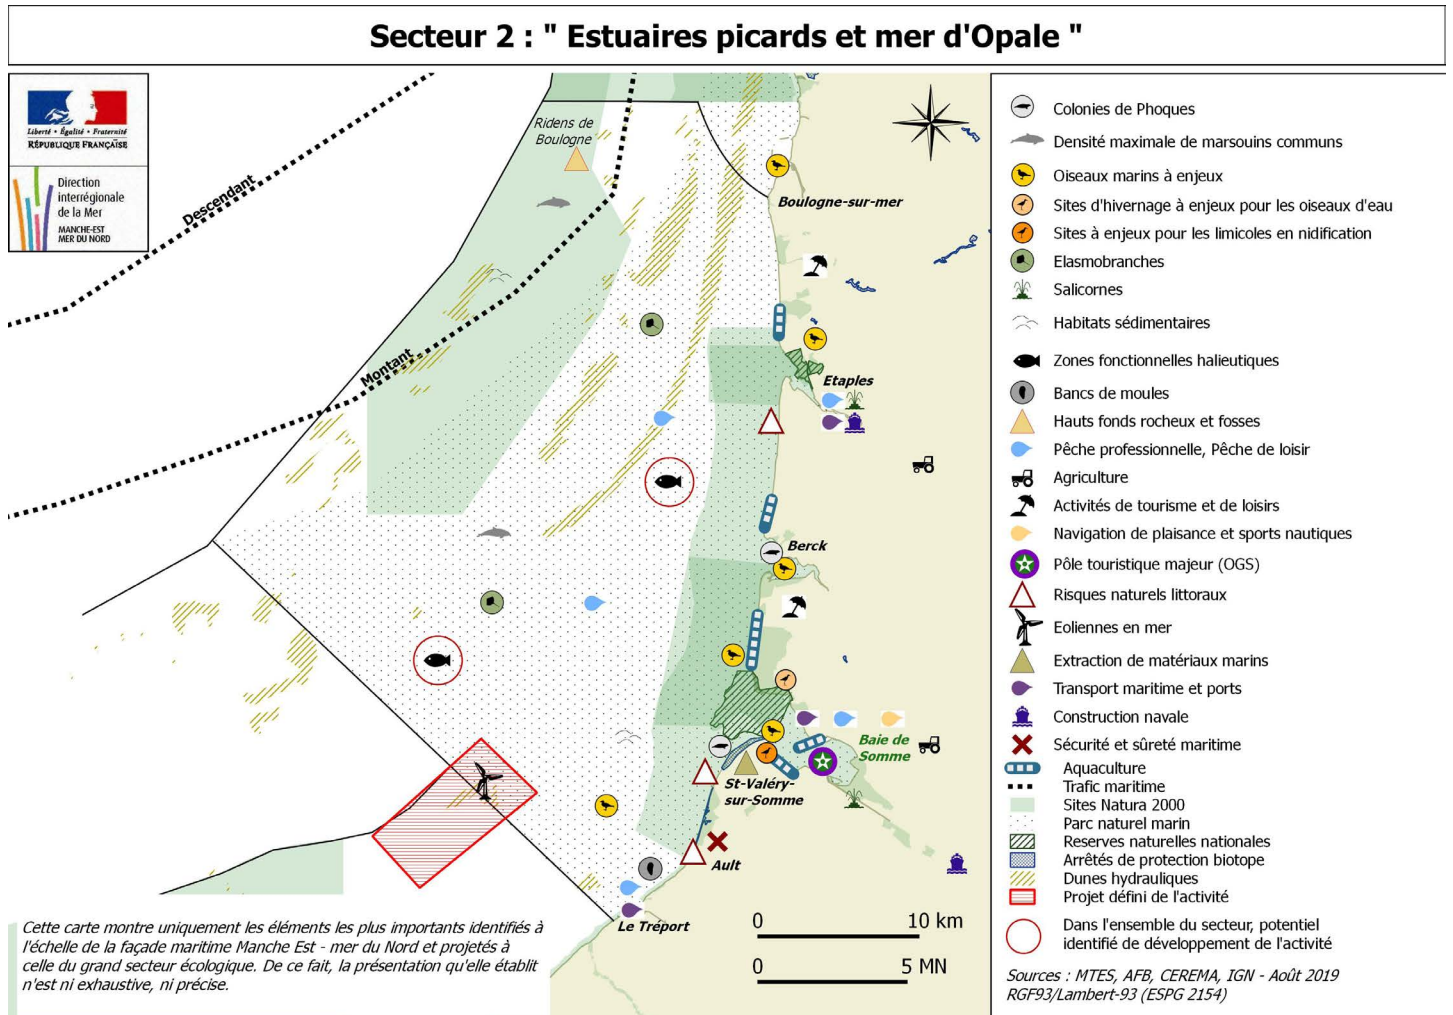 Secteur 2 : " Estuaires picards et mer d'Opale "
Liberté • Égalité • Fraternité
RÉPUBLIQUE FRANÇAISE
Direction
interrégionale
de la Mer
MANCHE-EST
MER DU NORD
Descendant
Montant
Ridens de
Boulogne
Boulogne-sur-mer
Etaples
Berck
Baie de
Somme
St-Valéry-
sur-Somme
Ault
Le Tréport
0 10 km
0 5 MN
Cette carte montre uniquement les éléments les plus importants identifiés à
l'échelle de la façade maritime Manche Est - mer du Nord et projetés à
celle du grand secteur écologique. De ce fait, la présentation qu'elle établit
n'est ni exhaustive, ni précise.
Colonies de Phoques
Densité maximale de marsouins communs
Oiseaux marins à enjeux
Sites d'hivernage à enjeux pour les oiseaux d'eau
Sites à enjeux pour les limicoles en nidification
Elasmobranches
Salicornes
Habitats sédimentaires
Zones fonctionnelles halieutiques
Bancs de moules
Hauts fonds rocheux et fosses
Pêche professionnelle, Pêche de loisir
Agriculture
Activités de tourisme et de loisirs
Navigation de plaisance et sports nautiques
Pôle touristique majeur (OGS)
Risques naturels littoraux
Eoliennes en mer
Extraction de matériaux marins
Transport maritime et ports
Construction navale
Sécurité et sûreté maritime
Aquaculture
Trafic maritime
Sites Natura 2000
Parc naturel marin
Reserves naturelles nationales
Arrêtés de protection biotope
Dunes hydrauliques
Projet défini de l'activité
Dans l'ensemble du secteur, potentiel
identifié de développement de l'activité
Sources : MTES, AFB, CEREMA, IGN - Août 2019
RGF93/Lambert-93 (ESPG 2154)